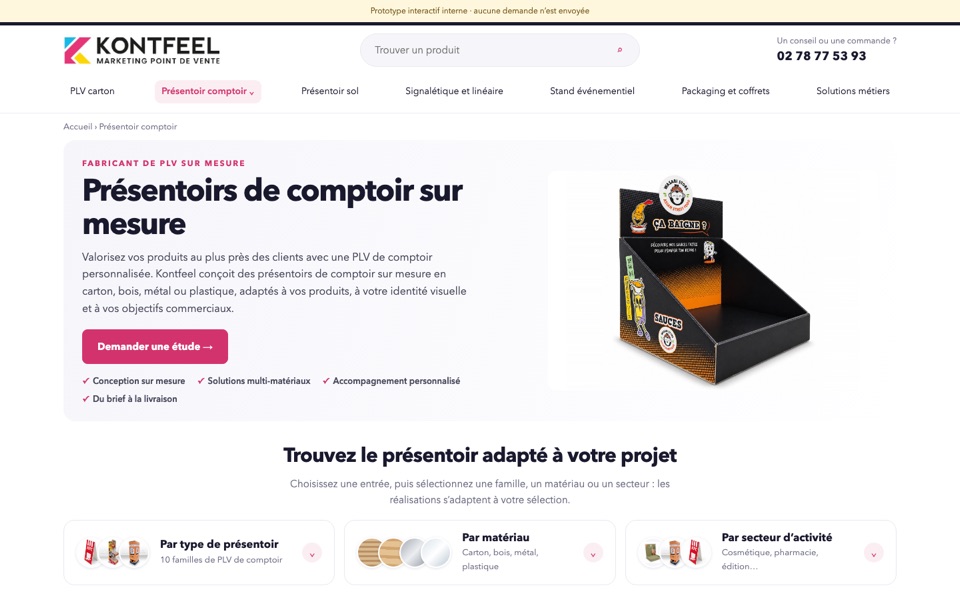 Prototype interactif interne · aucune demande n'est envoyée
KONTFEEL
MARKETING POINT DE VENTE
Trouver un produit
Un conseil ou une commande ?
02 78 77 53 93
PLV carton
Présentoir comptoir
Présentoir sol
Signalétique et linéaire
Stand événementiel
Packaging et coffrets
Solutions métiers
Accueil › Présentoir comptoir
FABRICANT DE PLV SUR MESURE
Présentoirs de comptoir sur
mesure
Valorisez vos produits au plus près des clients avec une PLV de comptoir
personnalisée. Kontfeel conçoit des présentoirs de comptoir sur mesure en
carton, bois, métal ou plastique, adaptés à vos produits, à votre identité visuelle
et à vos objectifs commerciaux.
Demander une étude →
✓ Conception sur mesure
✓ Solutions multi-matériaux
✓ Accompagnement personnalisé
✓ Du brief à la livraison
ÇA BAIGNE ?
SAUCES
Trouvez le présentoir adapté à votre projet
Choisissez une entrée, puis sélectionnez une famille, un matériau ou un secteur : les
réalisations s'adaptent à votre sélection.
Par type de présentoir
10 familles de PLV de comptoir
Par matériau
Carton, bois, métal,
plastique
Par secteur d'activité
Cosmétique, pharmacie,
édition…